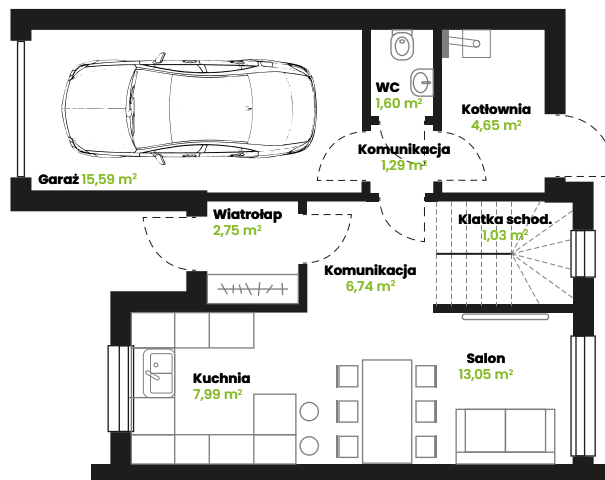 WC
1,60 m²
Kotłownia
4,65 m²
Komunikacja
1,29 m²
Garaż 15,59 m²
Wiatrołap
2,75 m²
Klatka schod.
1,03 m²
Komunikacja
6,74 m²
Salon
13,05 m²
Kuchnia
7,99 m²